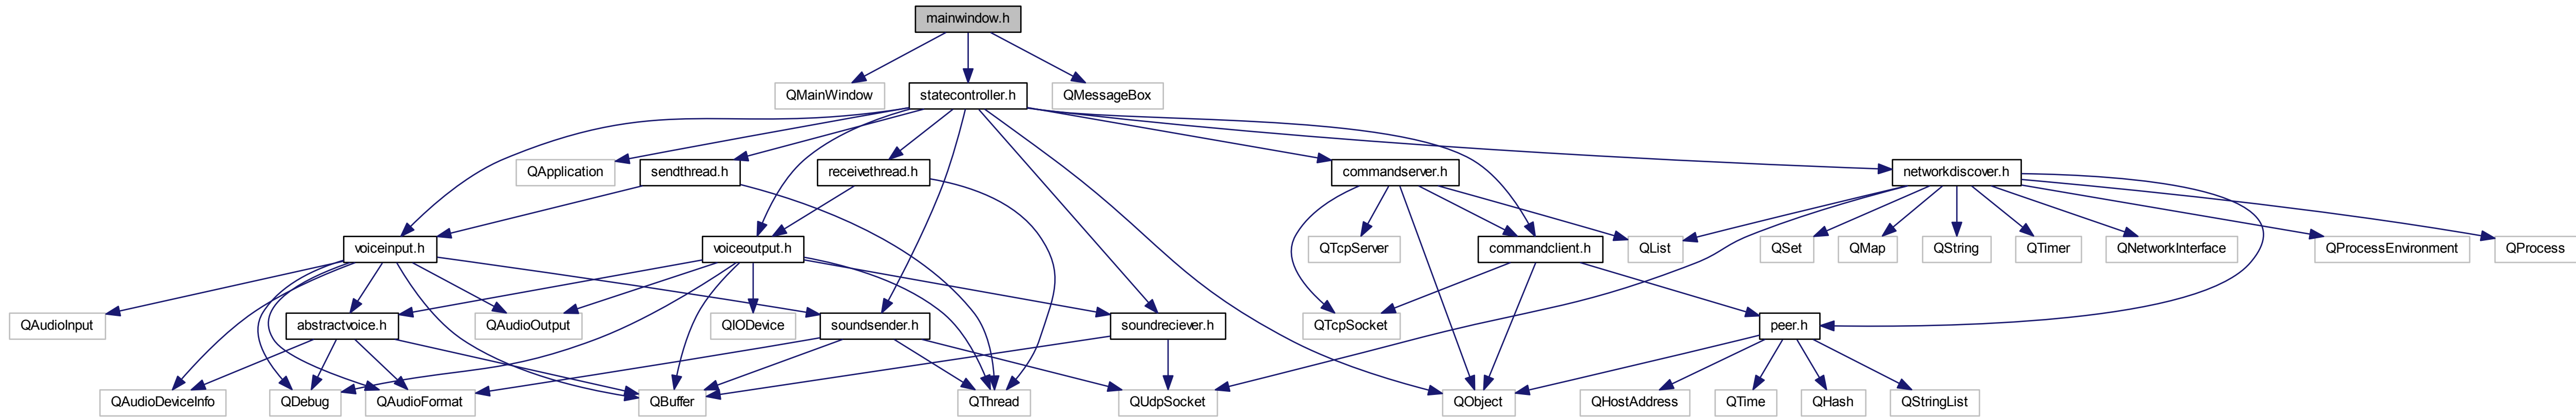 mainwindow.h
QMainWindow
statecontroller.h
QMessageBox
QApplication
sendthread.h
receivethread.h
commandserver.h
networkdiscover.h
voiceinput.h
voiceoutput.h
QTcpServer
commandclient.h
QList
QSet
QMap
QString
QTimer
QNetworkInterface
QProcessEnvironment
QProcess
QAudioInput
abstractvoice.h
QAudioOutput
QIODevice
soundsender.h
soundreciever.h
QTcpSocket
peer.h
QAudioDeviceInfo
QDebug
QAudioFormat
QBuffer
QThread
QUdpSocket
QObject
QHostAddress
QTime
QHash
QStringList